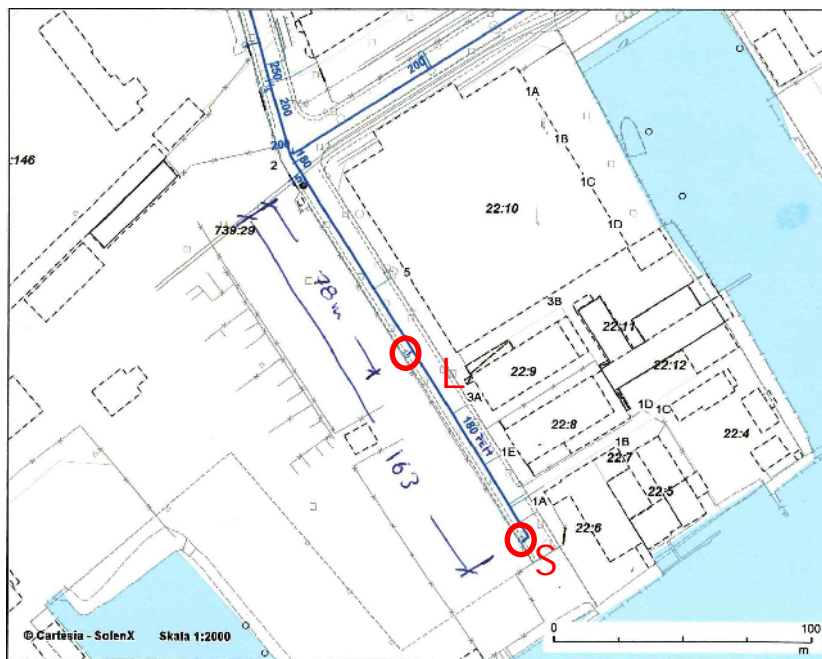 250
200
200
200
180
2
:146
1A
1B
1C
1D
22:10
739:29
5
78 m
3B
22:11
22:9
22:12
L
3A
1D
1C
22:8
180 PEH
1E
1B
22:4
22:7
163
22:5
1A
22:6
S
© Cartesia - SofenX Skala 1:2000
0 100
m